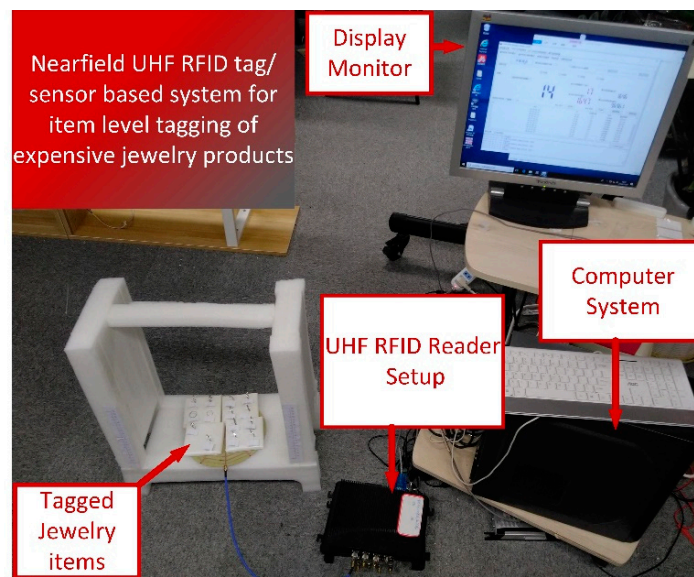 Nearfield UHF RFID tag/
sensor based system for
item level tagging of
expensive jewelry products
Display
Monitor
14
Computer
System
UHF RFID Reader
Setup
Tagged
Jewelry
items